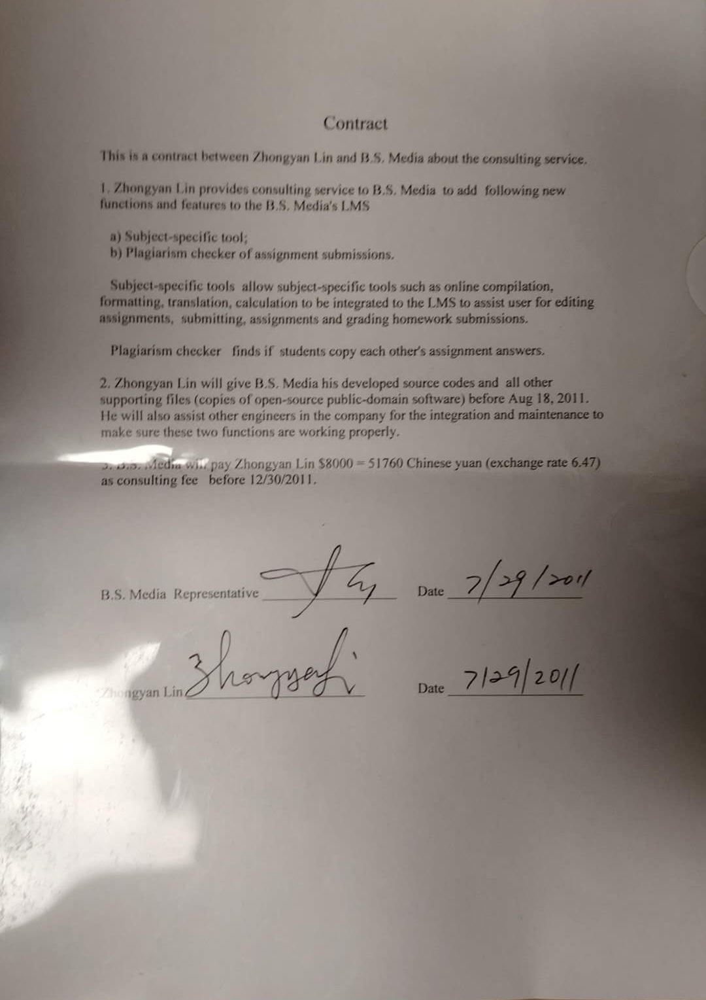 Contract
This is a contract between Zhongyan Lin and B.S. Media about the consulting service.
1. Zhongyan Lin provides consulting service to B.S. Media to add following new
functions and features to the B.S. Media's LMS
a) Subject-specific tool;
b) Plagiarism checker of assignment submissions.
Subject-specific tools allow subject-specific tools such as online compilation,
formatting, translation, calculation to be integrated to the LMS to assist user for editing
assignments, submitting, assignments and grading homework submissions.
Plagiarism checker finds if students copy each other's assignment answers.
2. Zhongyan Lin will give B.S. Media his developed source codes and all other
supporting files (copies of open-source public-domain software) before Aug 18, 2011.
He will also assist other engineers in the company for the integration and maintenance to
make sure these two functions are working properly.
3. B.S. Media will pay Zhongyan Lin $8000 = 51760 Chinese yuan (exchange rate 6.47)
as consulting fee before 12/30/2011.
B.S. Media Representative Date 7/29/2011
Zhongyan Lin Date 7/29/2011